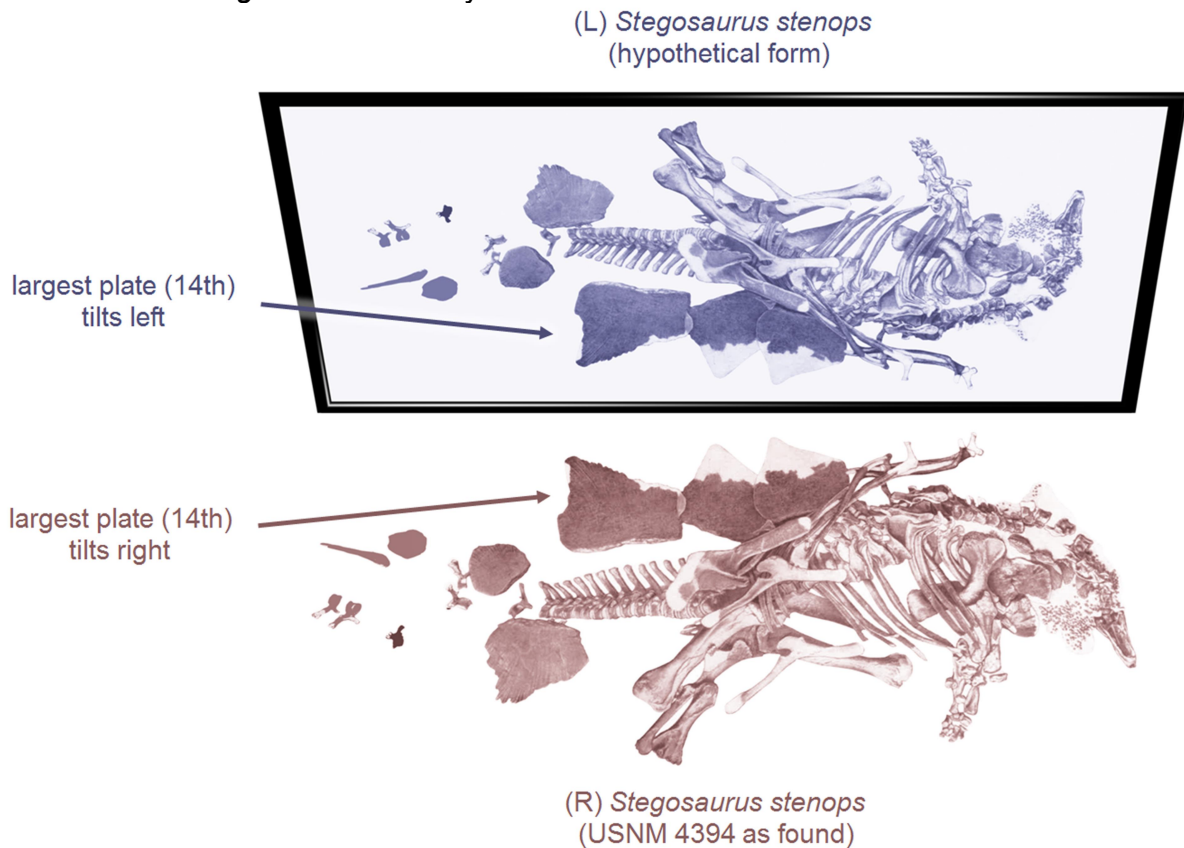 (L) Stegosaurus stenops
(hypothetical form)
largest plate (14th)
tilts left
largest plate (14th)
tilts right
(R) Stegosaurus stenops
(USNM 4394 as found)